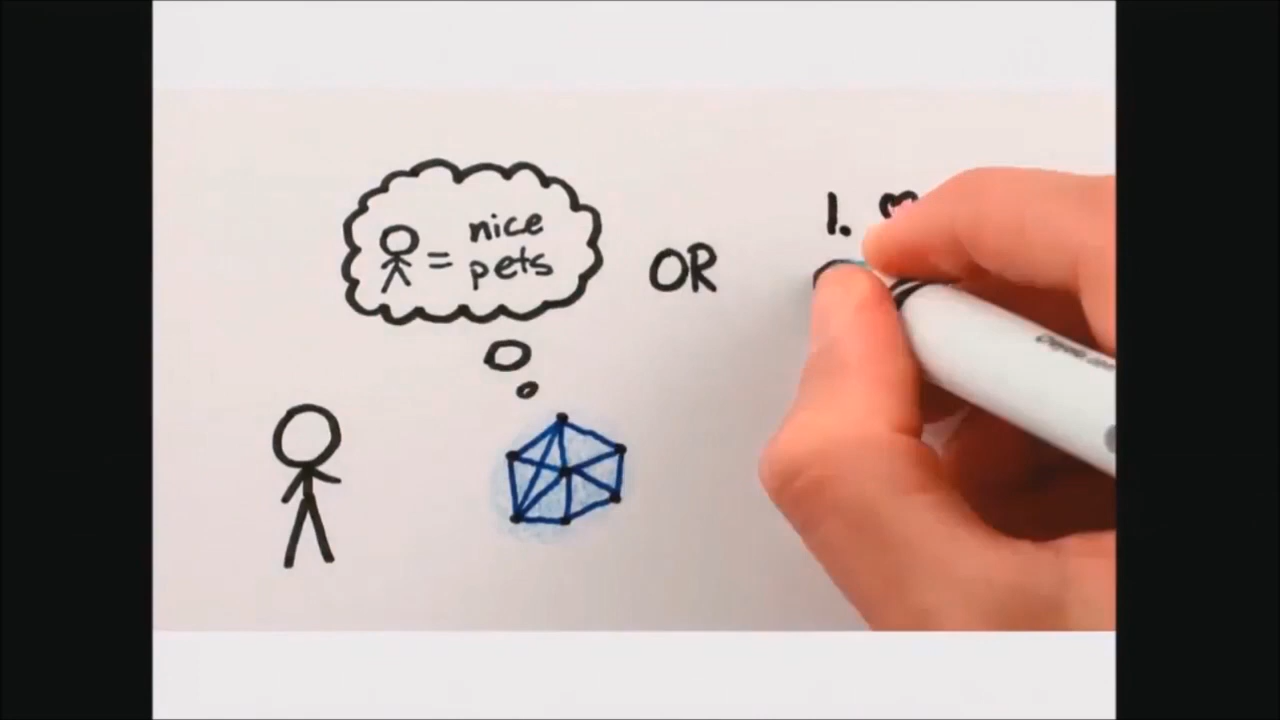 = nice
pets
OR
1.